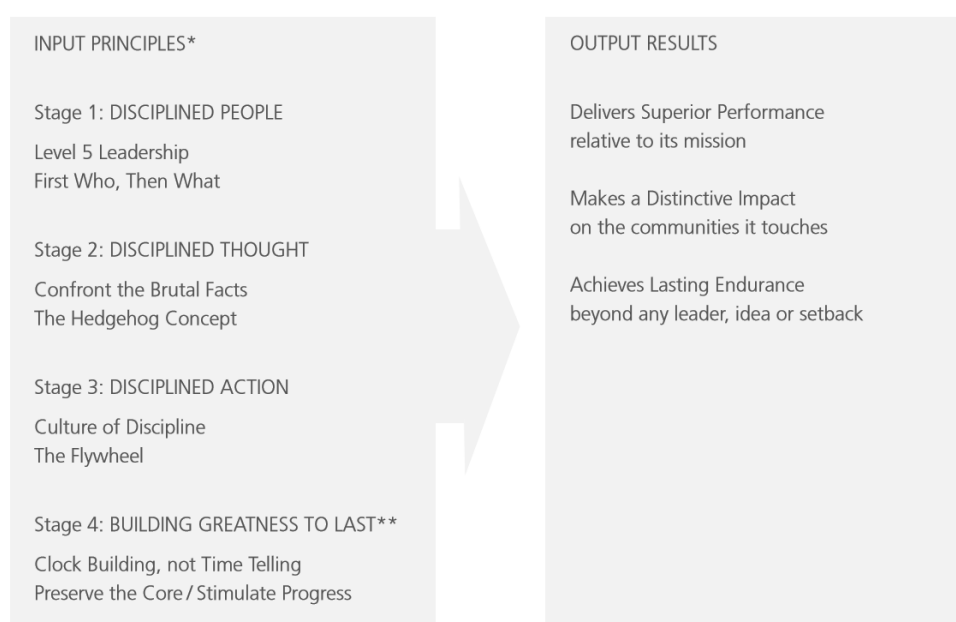 INPUT PRINCIPLES*
Stage 1: DISCIPLINED PEOPLE
Level 5 Leadership
First Who, Then What
Stage 2: DISCIPLINED THOUGHT
Confront the Brutal Facts
The Hedgehog Concept
Stage 3: DISCIPLINED ACTION
Culture of Discipline
The Flywheel
Stage 4: BUILDING GREATNESS TO LAST**
Clock Building, not Time Telling
Preserve the Core / Stimulate Progress
OUTPUT RESULTS
Delivers Superior Performance
relative to its mission
Makes a Distinctive Impact
on the communities it touches
Achieves Lasting Endurance
beyond any leader, idea or setback